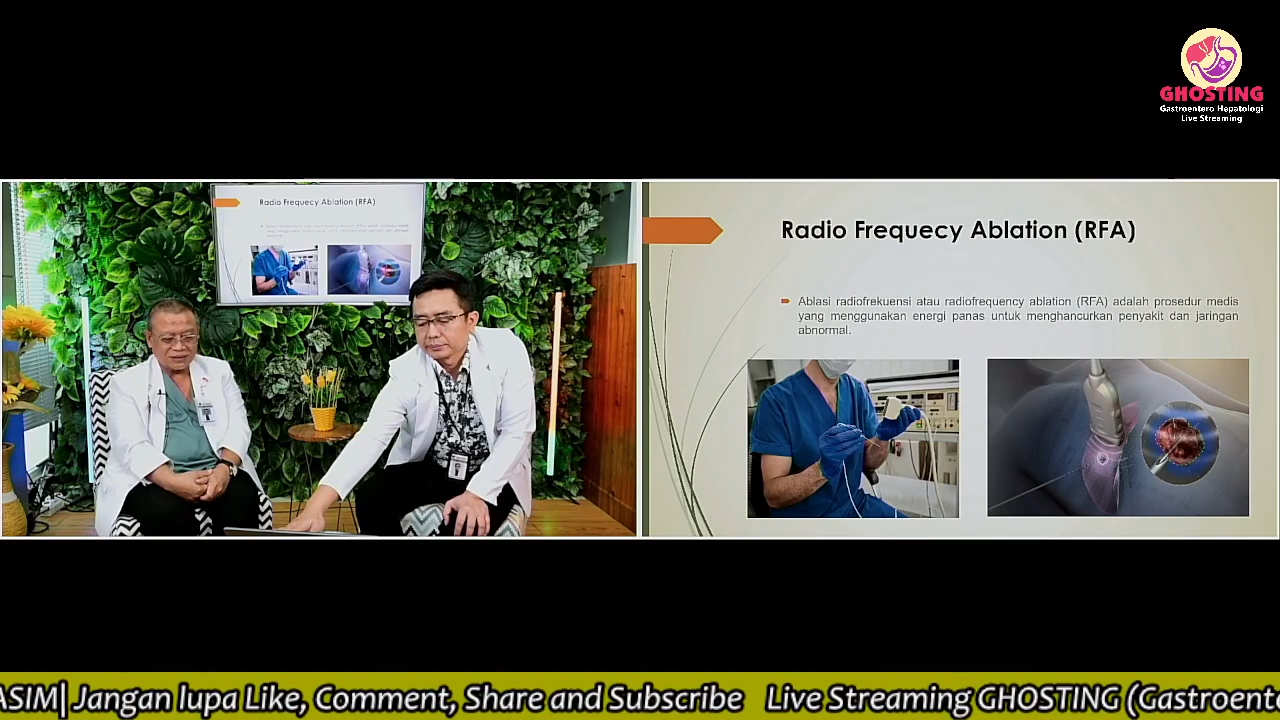 GHOSTING
Gastroentero Hepatologi
Live Streaming
Radio Frequecy Ablation (RFA)
Radio Frequecy Ablation (RFA)
Ablasi radiofrekuensi atau radiofrequency ablation (RFA) adalah prosedur medis
yang menggunakan energi panas untuk menghancurkan penyakit dan jaringan
abnormal.
ASIM| Jangan lupa Like, Comment, Share and Subscribe Live Streaming GHOSTING (Gastroente